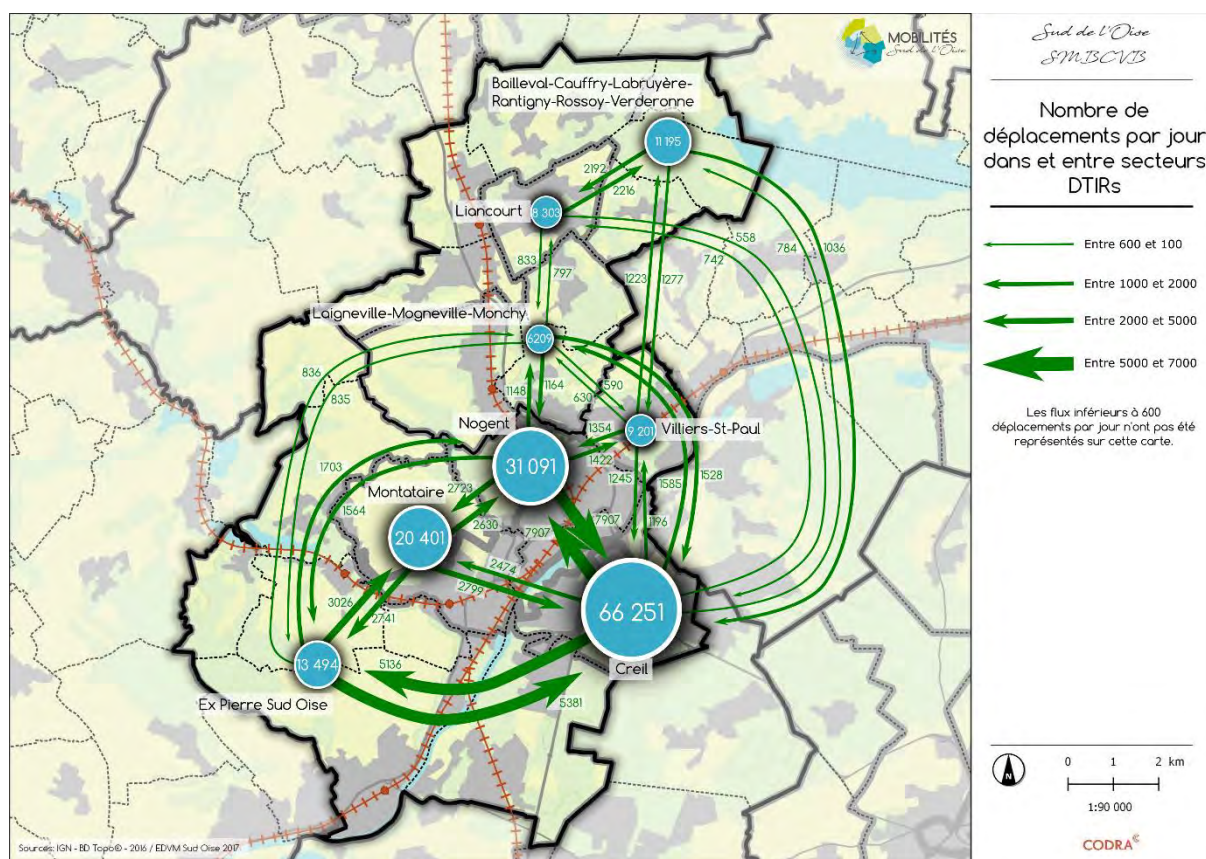 MOBILITÉS
Sud de l'Oise
Bailleval-Cauffry-Labruyère-
Rantigny-Rossoy-Verderonne
11 195
2192
2216
Liancourt
8 303
558
742
784
1036
833
797
1223
1277
Laigneville-Mogneville-Monchy
6209
836
835
1148
1164
590
630
Nogent
1354
9 201
Villiers-St-Paul
1422
31 091
1703
1564
1245
1585
1528
Montataire
2723
2630
7907
7907
1196
20 401
2474
2799
66 251
3026
2741
Creil
13 494
5136
5381
Ex Pierre Sud Oise
Sources: IGN - BD Topo® - 2016 / EDVM Sud Oise 2017
Sud de l'Oise
SMBCVB
Nombre de
déplacements par jour
dans et entre secteurs
DTIRs
Entre 600 et 100
Entre 1000 et 2000
Entre 2000 et 5000
Entre 5000 et 7000
Les flux inférieurs à 600
déplacements par jour n'ont pas été
représentés sur cette carte.
N
0 1 2 km
1:90 000
CODRA